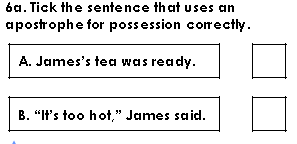 6a. Tick the sentence that uses an
apostrophe for possession correctly.
A. James’s tea was ready.
B. “It’s too hot,” James said.